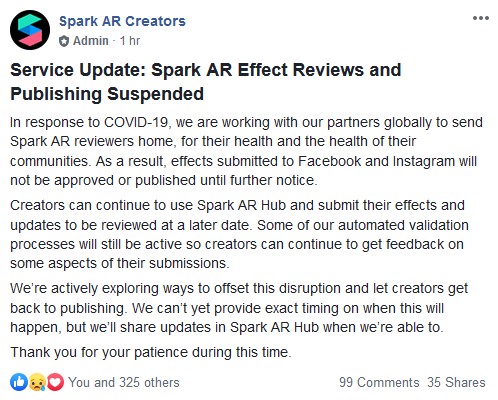 Spark AR Creators
Admin · 1 hr
Service Update: Spark AR Effect Reviews and
Publishing Suspended
In response to COVID-19, we are working with our partners globally to send
Spark AR reviewers home, for their health and the health of their
communities. As a result, effects submitted to Facebook and Instagram will
not be approved or published until further notice.
Creators can continue to use Spark AR Hub and submit their effects and
updates to be reviewed at a later date. Some of our automated validation
processes will still be active so creators can continue to get feedback on
some aspects of their submissions.
We’re actively exploring ways to offset this disruption and let creators get
back to publishing. We can’t yet provide exact timing on when this will
happen, but we’ll share updates in Spark AR Hub when we’re able to.
Thank you for your patience during this time.
You and 325 others 99 Comments 35 Shares